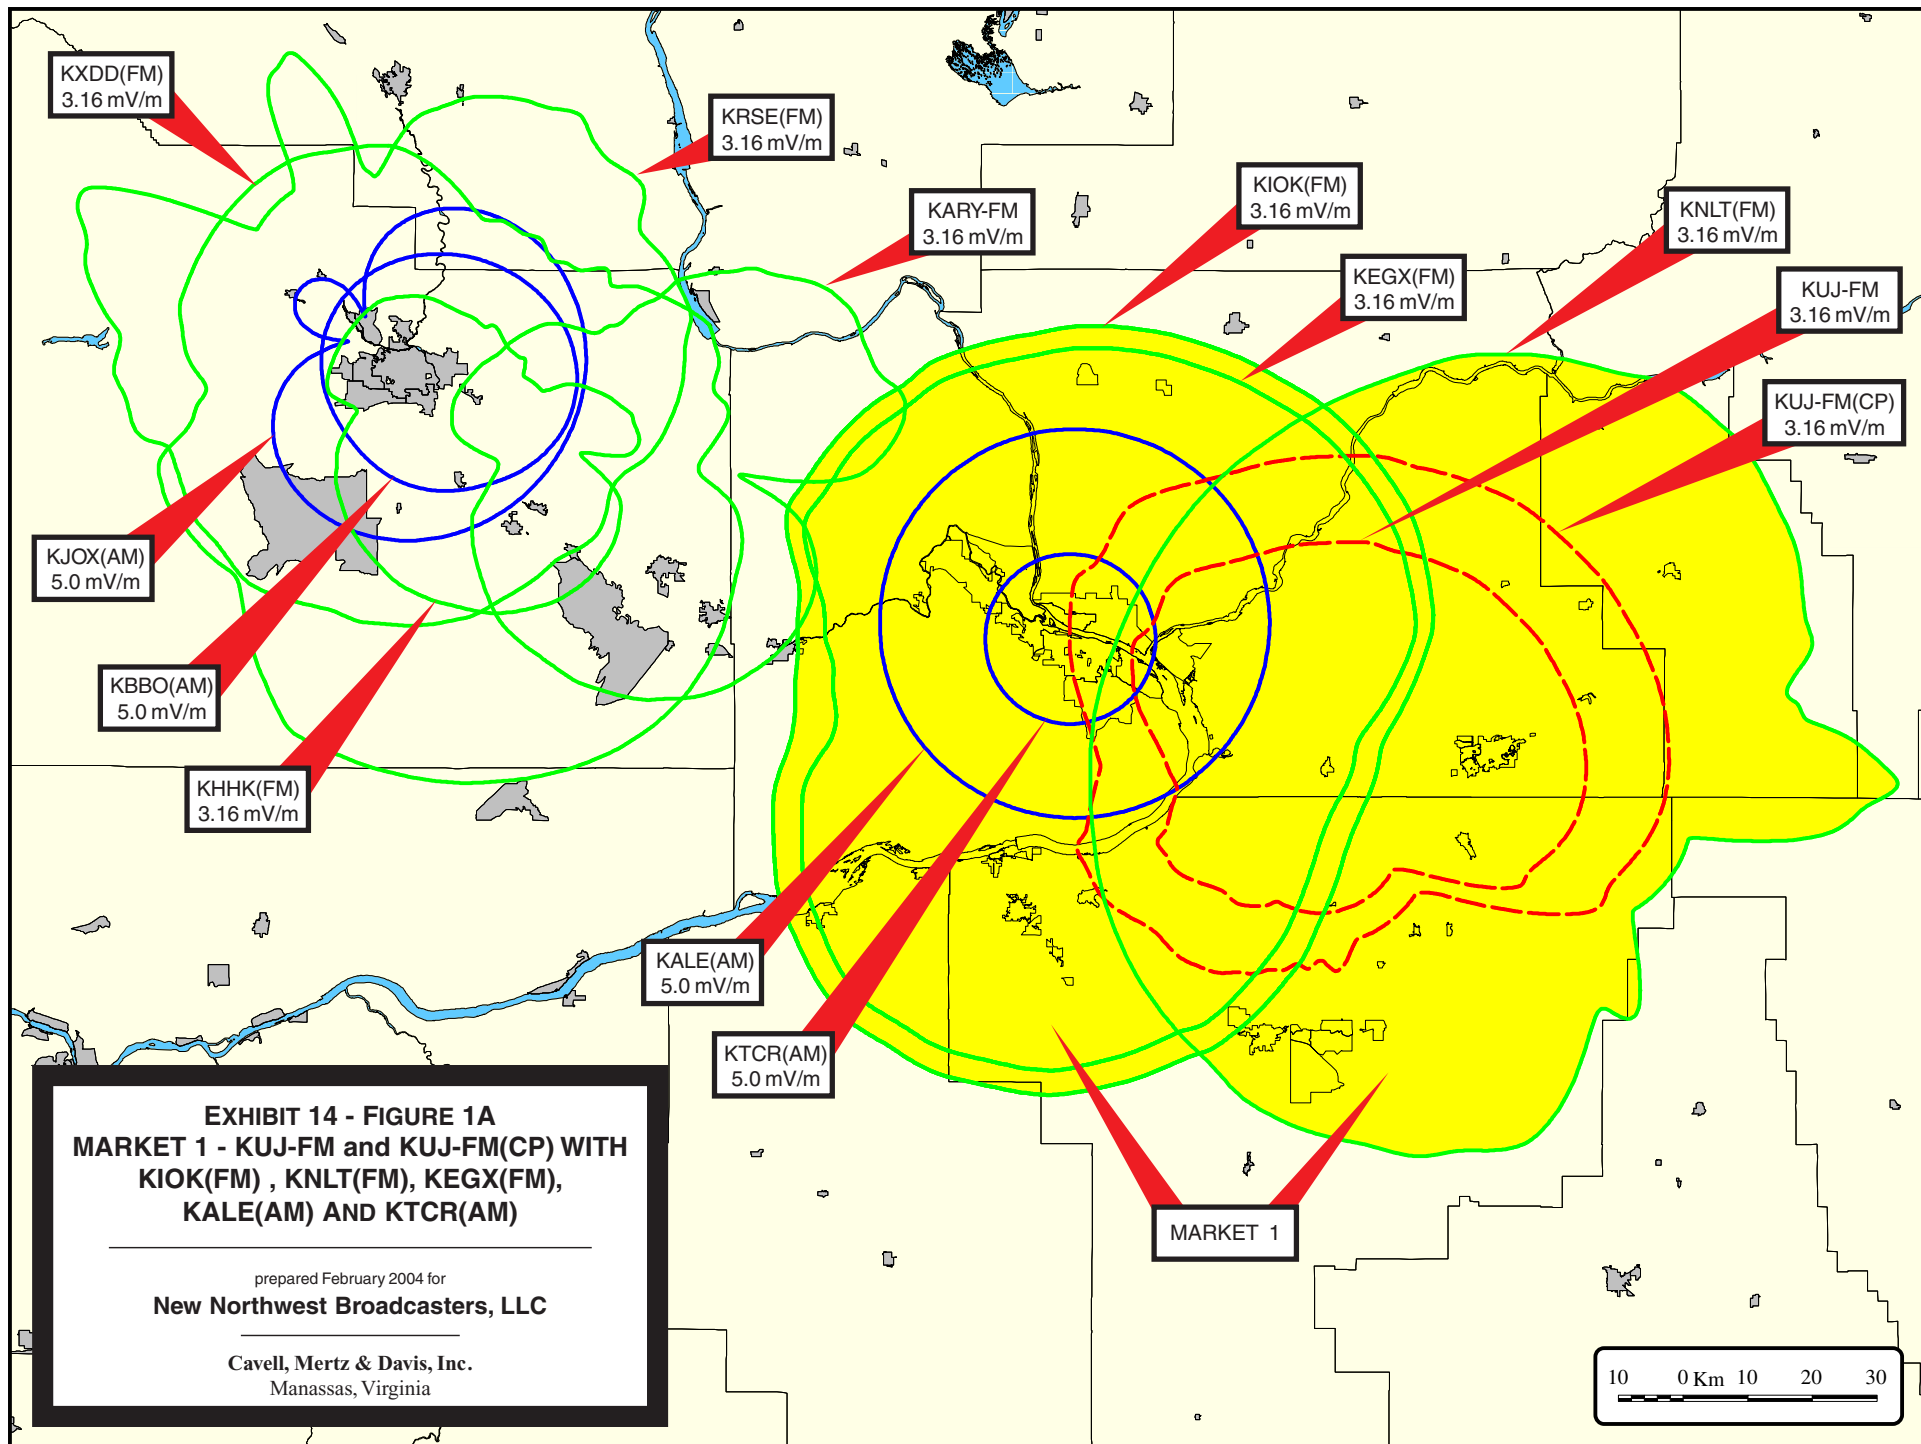 KXDD(FM)
3.16 mV/m
KRSE(FM)
3.16 mV/m
KARY-FM
3.16 mV/m
KIOK(FM)
3.16 mV/m
KNLT(FM)
3.16 mV/m
KEGX(FM)
3.16 mV/m
KUJ-FM
3.16 mV/m
KUJ-FM(CP)
3.16 mV/m
KJOX(AM)
5.0 mV/m
KBBO(AM)
5.0 mV/m
KHHK(FM)
3.16 mV/m
KALE(AM)
5.0 mV/m
KTCR(AM)
5.0 mV/m
MARKET 1
EXHIBIT 14 - FIGURE 1A
MARKET 1 - KUJ-FM and KUJ-FM(CP) WITH
KIOK(FM) , KNLT(FM), KEGX(FM),
KALE(AM) AND KTCR(AM)
prepared February 2004 for
New Northwest Broadcasters, LLC
Cavell, Mertz & Davis, Inc.
Manassas, Virginia
10 0 Km 10 20 30